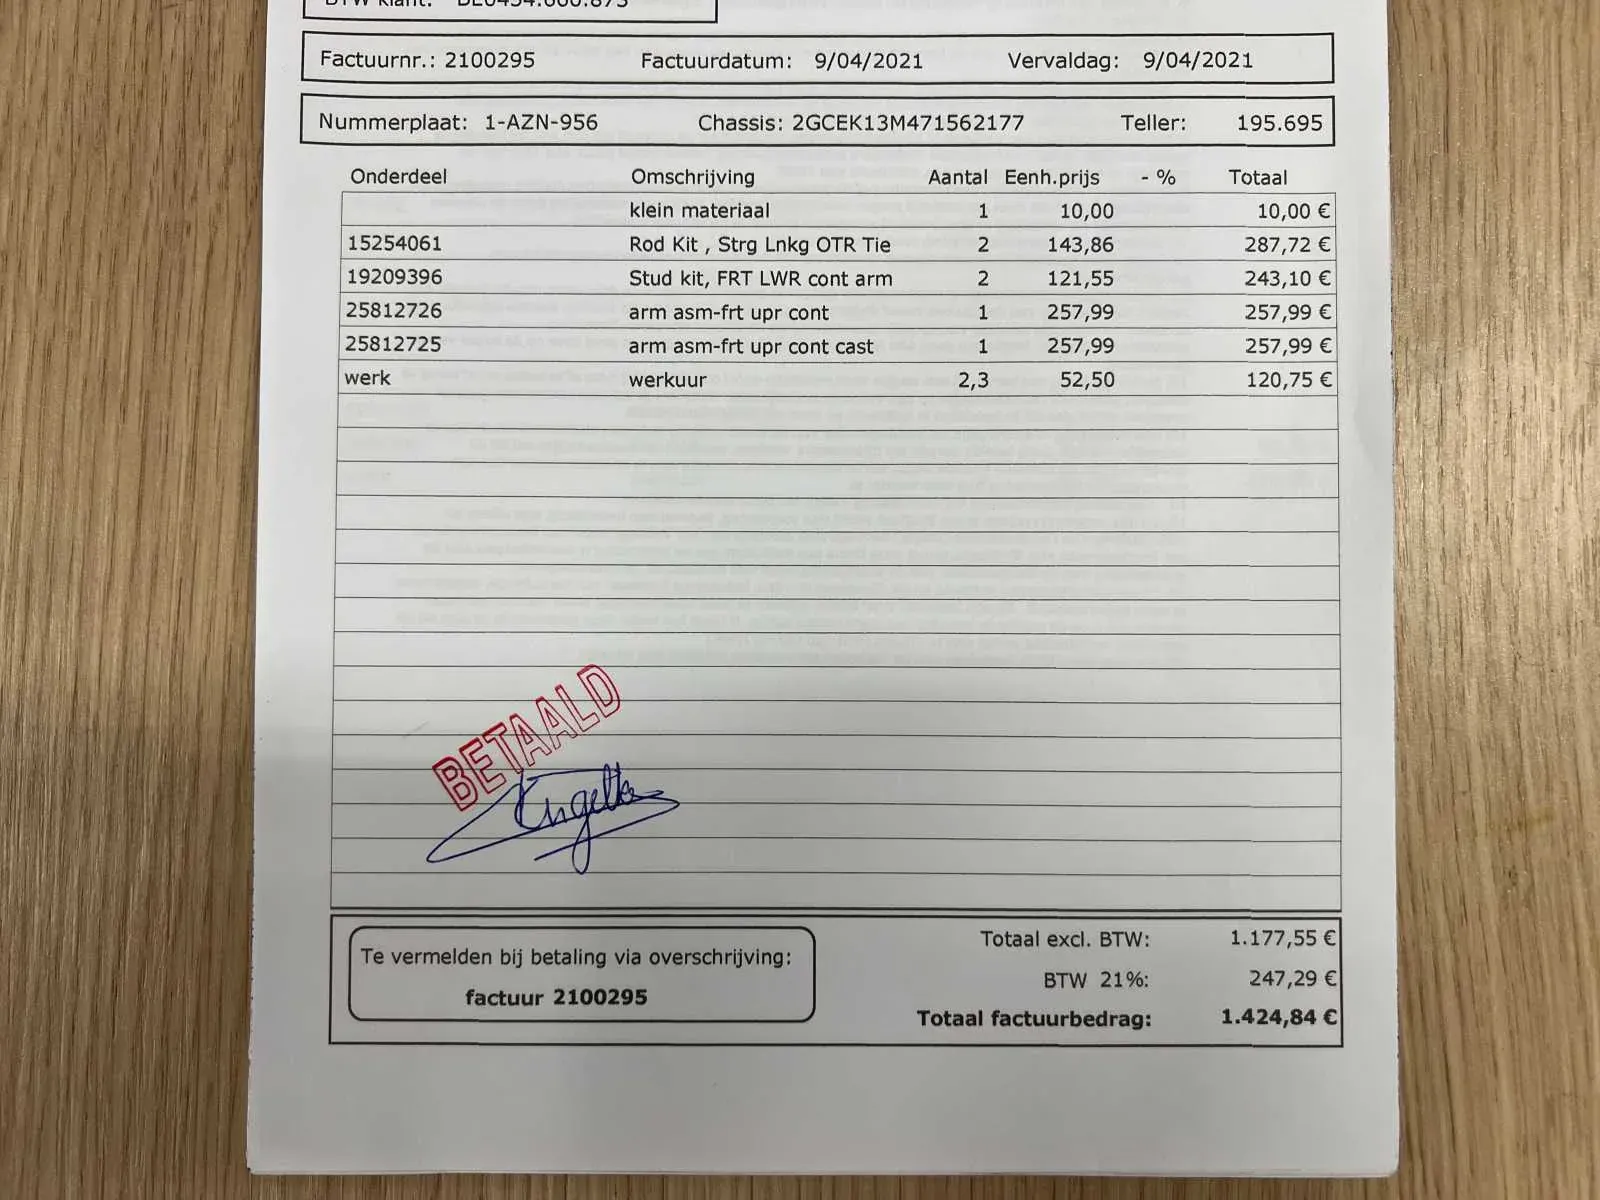 BTW klant: BE0454.660.873
Factuurnr.: 2100295 Factuurdatum: 9/04/2021 Vervaldag: 9/04/2021
Nummerplaat: 1-AZN-956 Chassis: 2GCEK13M471562177 Teller: 195.695
Onderdeel Omschrijving Aantal Eenh.prijs - % Totaal
klein materiaal 1 10,00 10,00 €
15254061 Rod Kit , Strg Lnkg OTR Tie 2 143,86 287,72 €
19209396 Stud kit, FRT LWR cont arm 2 121,55 243,10 €
25812726 arm asm-frt upr cont 1 257,99 257,99 €
25812725 arm asm-frt upr cont cast 1 257,99 257,99 €
werk werkuur 2,3 52,50 120,75 €
BETAALD
Te vermelden bij betaling via overschrijving:
factuur 2100295
Totaal excl. BTW: 1.177,55 €
BTW 21%: 247,29 €
Totaal factuurbedrag: 1.424,84 €